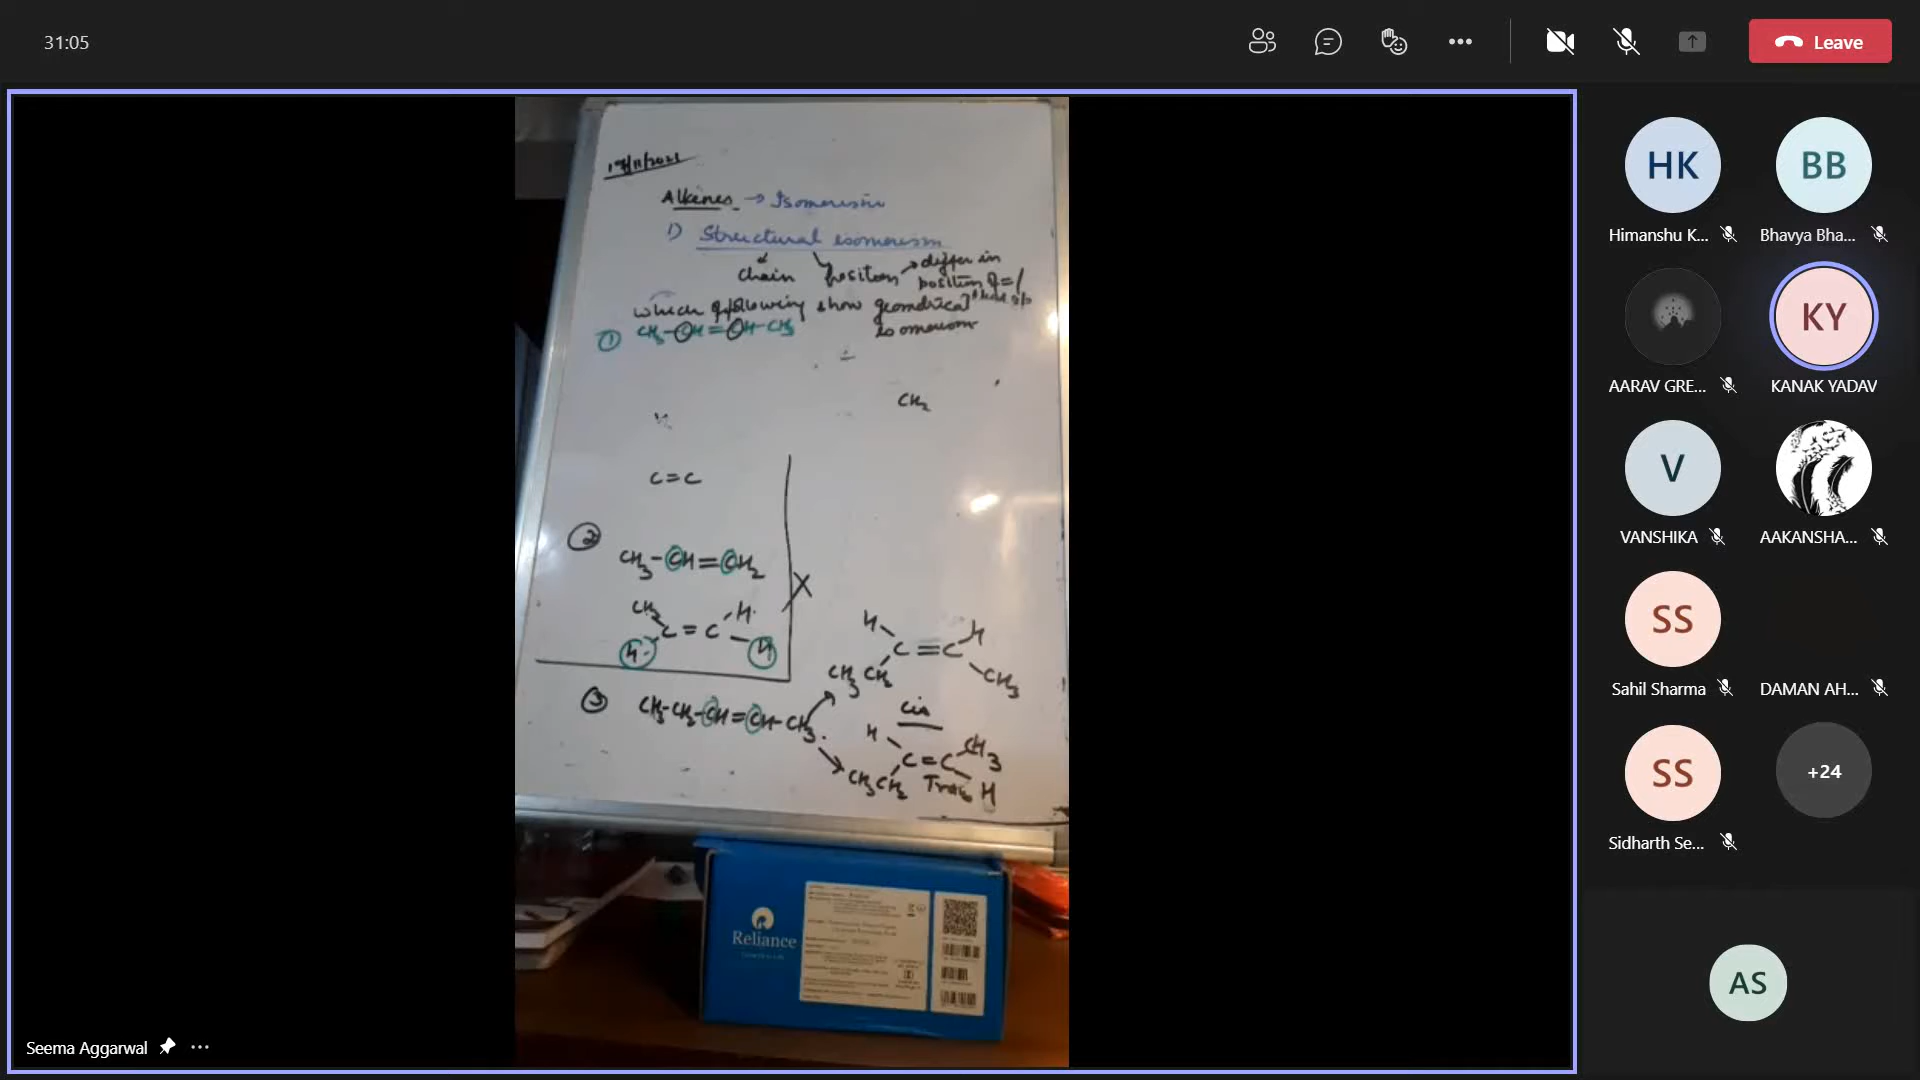 31:05
Leave
Alkenes → Isomerism
1) Structural isomerism
chain position → differ in
position of =/
which of following show geometrical
isomerism
① CH3-CH=CH-CH3
CH2
C=C
②
CH3-CH=CH2
X
CH3 H
C=C
H H
H H
C=C
CH3 CH2 CH3
③ CH3-CH2-CH=CH-CH3
cis
H CH3
C=C
CH3CH2 Trans H
Reliance
HK
BB
Himanshu K...
Bhavya Bha...
KY
AARAV GRE...
KANAK YADAV
V
VANSHIKA
AAKANSHA...
SS
Sahil Sharma
DAMAN AH...
SS
+24
Sidharth Se...
AS
Seema Aggarwal